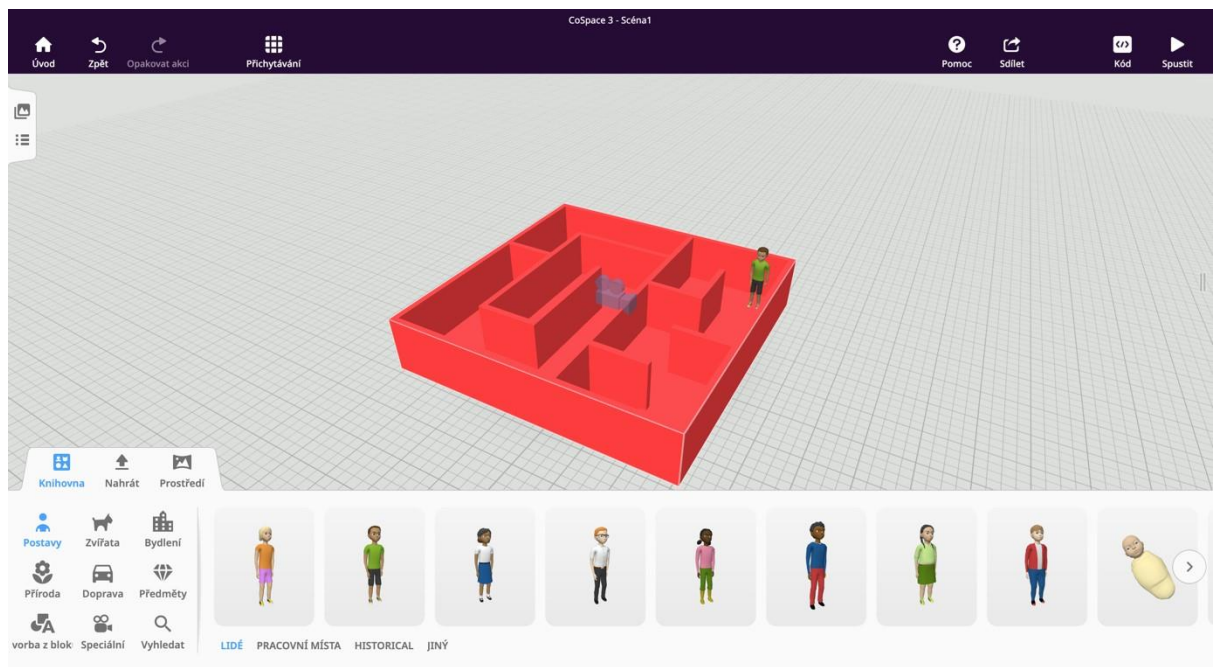 CoSpace 3 - Scéna1
Úvod Zpět Opakovat akci Přichytávání Pomoc Sdílet Kód Spustit
Knihovna Nahrát Prostředí
Postavy Zvířata Bydlení
Příroda Doprava Předměty
vorba z blok Speciální Vyhledat
LIDÉ PRACOVNÍ MÍSTA HISTORICAL JINÝ